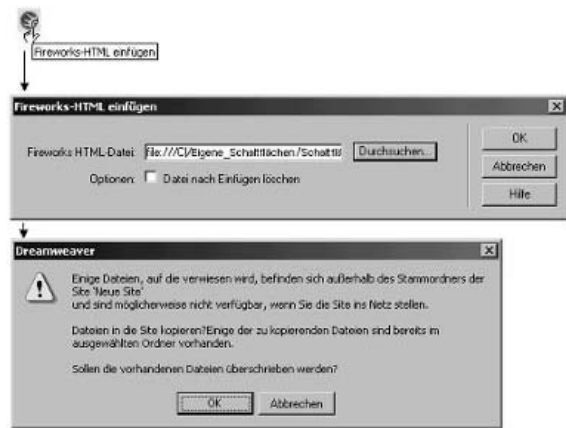 Fireworks-HTML einfügen
Fireworks-HTML einfügen
Fireworks HTML-Datei: file:///C|/Eigene_Schaltflächen/Schaltflä Durchsuchen...
Optionen: Datei nach Einfügen löschen
OK
Abbrechen
Hilfe
Dreamweaver
Einige Dateien, auf die verwiesen wird, befinden sich außerhalb des Stammordners der
Site 'Neue Site'
und sind möglicherweise nicht verfügbar, wenn Sie die Site ins Netz stellen.
Dateien in die Site kopieren?Einige der zu kopierenden Dateien sind bereits im
ausgewählten Ordner vorhanden.
Sollen die vorhandenen Dateien überschrieben werden?
OK Abbrechen